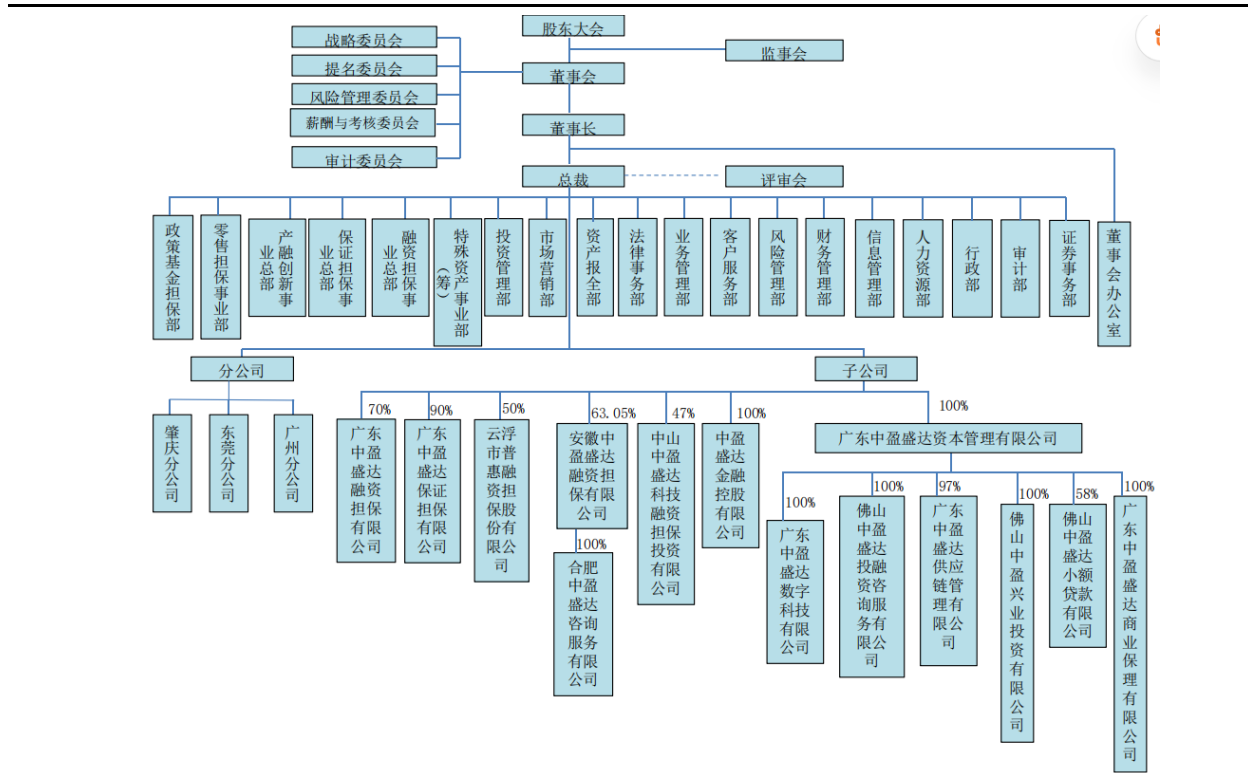 股东大会
战略委员会
监事会
提名委员会
董事会
风险管理委员会
薪酬与考核委员会
董事长
审计委员会
总裁
评审会
政策基金担保部
零售担保事业部
产融创新事
业总部
保证担保事
业总部
融资担保事
业总部
特殊资产事业部
（筹）
投资管理部
市场营销部
资产报全部
法律事务部
业务管理部
客户服务部
风险管理部
财务管理部
信息管理部
人力资源部
行政部
审计部
证券事务部
董事会办公室
分公司
子公司
肇庆分公司
东莞分公司
广州分公司
70%
广东
中盈
盛达
融资
担保
有限
公司
90%
广东
中盈
盛达
保证
担保
有限
公司
50%
云浮
市普
惠融
资担
保股
份有
限公
司
63.05%
安徽中
盈盛达
融资担
保有限
公司
100%
合肥
中盈
盛达
咨询
服务
有限
公司
47%
中山
中盈
盛达
科技
融资
担保
投资
有限
公司
100%
中盈
盛达
金融
控股
有限
公司
100%
广东中盈盛达资本管理有限公司
100%
广东
中盈
盛达
数字
科技
有限
公司
100%
佛山
中盈
盛达
投融
资咨
询服
务有
限公
司
97%
广东
中盈
盛达
供应
链管
理有
限公
司
100%
佛山中盈兴业投资有限公司
58%
佛山
中盈
盛达
小额
贷款
有限
公司
100%
广东中盈盛达商业保理有限公司